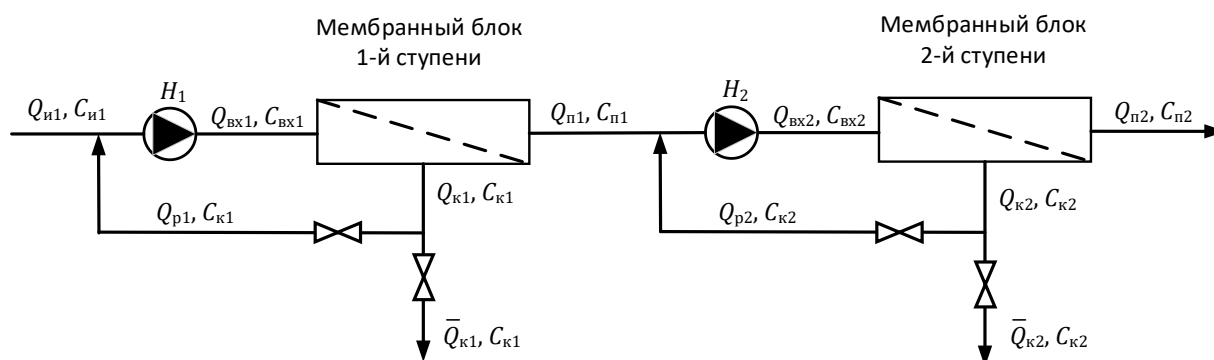 Мембранный блок
1-й ступени
Мембранный блок
2-й ступени
Qи1, Cи1
H1
Qвх1, Cвх1
Qп1, Cп1
H2
Qвх2, Cвх2
Qп2, Cп2
Qр1, Cк1
Qк1, Cк1
Qр2, Cк2
Qк2, Cк2
Q̅к1, Cк1
Q̅к2, Cк2